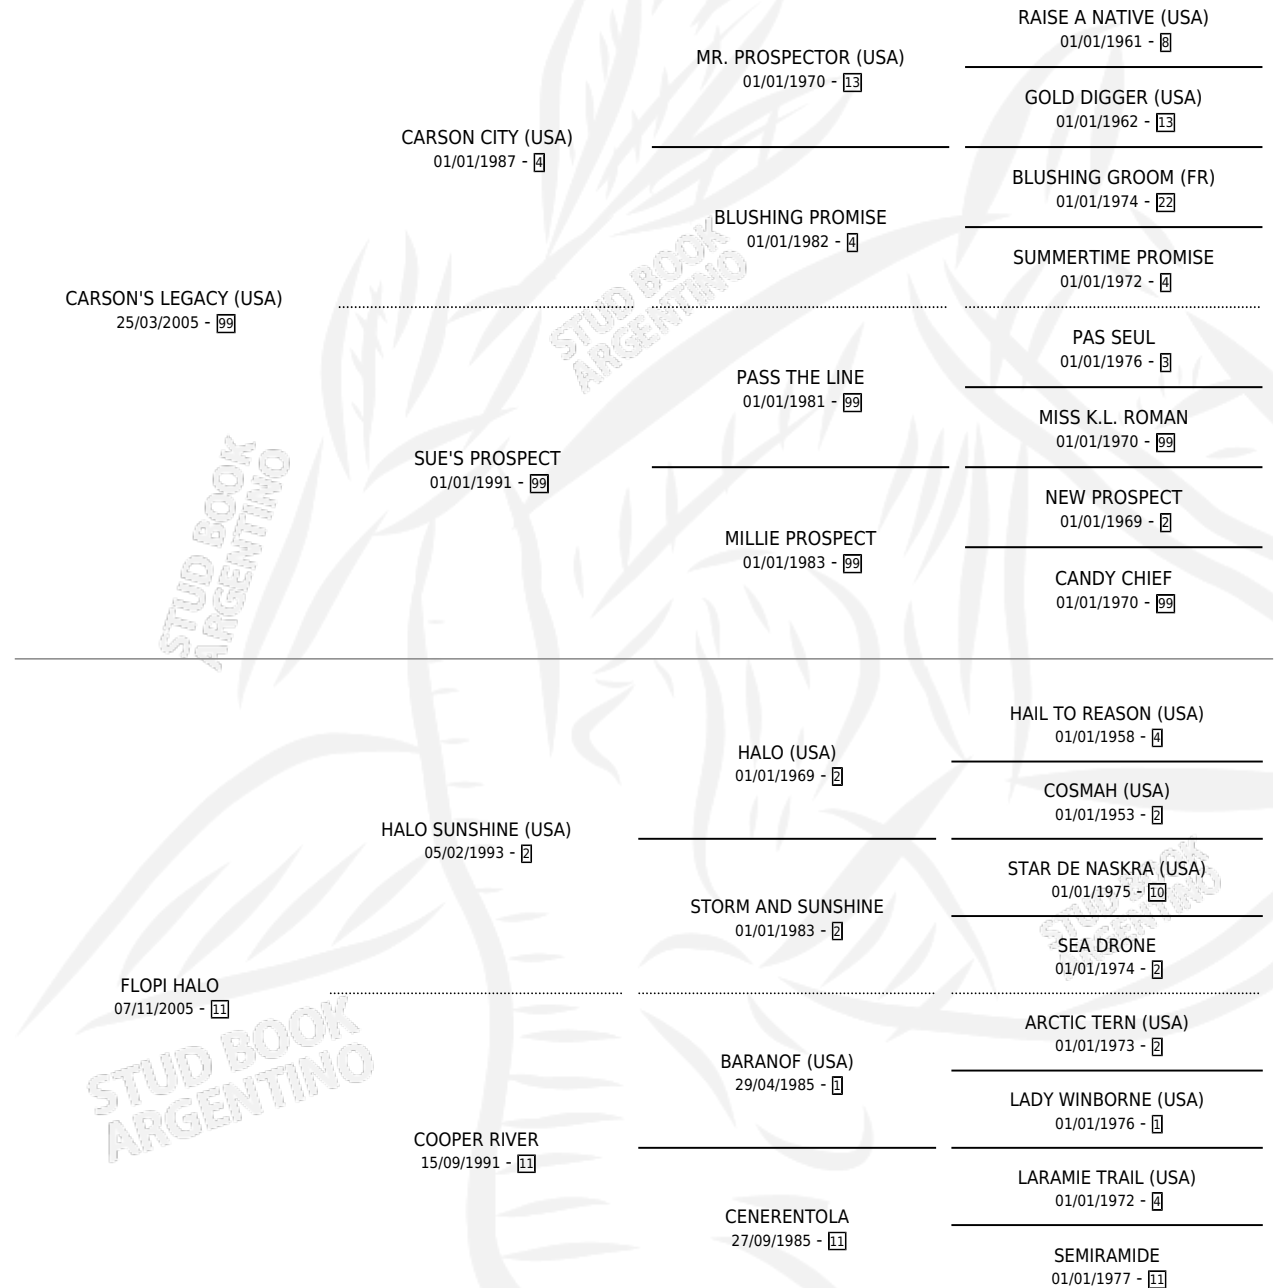 RAISE A NATIVE (USA)
01/01/1961 - 8
MR. PROSPECTOR (USA)
01/01/1970 - 13
GOLD DIGGER (USA)
01/01/1962 - 13
CARSON CITY (USA)
01/01/1987 - 4
BLUSHING GROOM (FR)
01/01/1974 - 22
BLUSHING PROMISE
01/01/1982 - 4
SUMMERTIME PROMISE
01/01/1972 - 4
CARSON'S LEGACY (USA)
25/03/2005 - 99
STUD BOOK
ARGENTINO
PAS SEUL
01/01/1976 - 3
PASS THE LINE
01/01/1981 - 99
MISS K.L. ROMAN
01/01/1970 - 99
SUE'S PROSPECT
01/01/1991 - 99
NEW PROSPECT
01/01/1969 - 2
MILLIE PROSPECT
01/01/1983 - 99
CANDY CHIEF
01/01/1970 - 99
STUD BOOK
ARGENTINO
HAIL TO REASON (USA)
01/01/1958 - 4
HALO (USA)
01/01/1969 - 2
COSMAH (USA)
01/01/1953 - 2
HALO SUNSHINE (USA)
05/02/1993 - 2
STAR DE NASKRA (USA)
01/01/1975 - 10
STORM AND SUNSHINE
01/01/1983 - 2
STUD BOOK
ARGENTINO
SEA DRONE
01/01/1974 - 2
FLOPI HALO
07/11/2005 - 11
STUD BOOK
ARGENTINO
ARCTIC TERN (USA)
01/01/1973 - 2
BARANOF (USA)
29/04/1985 - 1
LADY WINBORNE (USA)
01/01/1976 - 1
COOPER RIVER
15/09/1991 - 11
LARAMIE TRAIL (USA)
01/01/1972 - 4
CENERENTOLA
27/09/1985 - 11
SEMIRAMIDE
01/01/1977 - 11